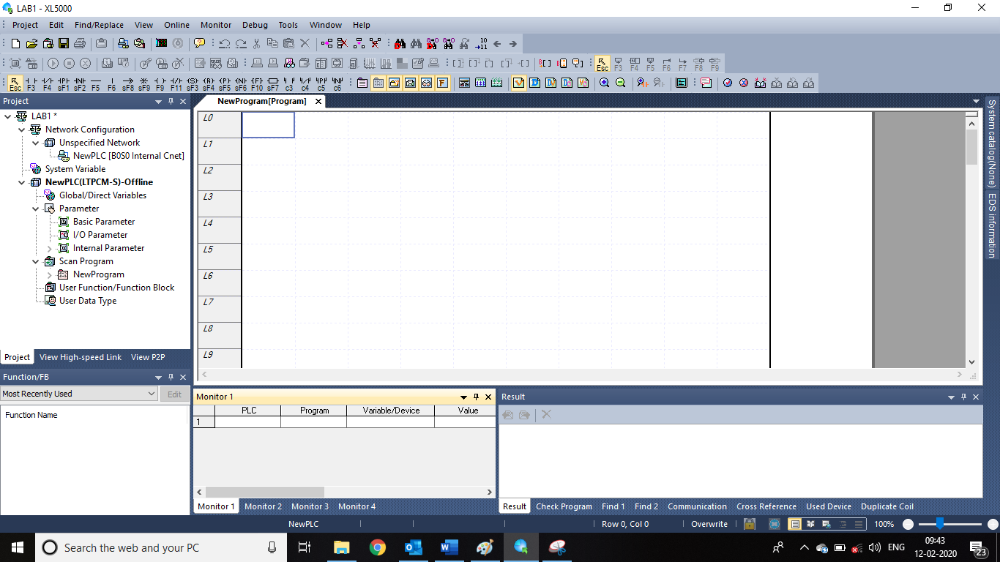 LAB1 - XL5000
Project Edit Find/Replace View Online Monitor Debug Tools Window Help
Esc F3 F4 F5 F6 F7 F8 F9
Esc F3 F4 sF1 sF2 F5 F6 sF8 sF9 F9 F11 sF3 sF4 sF5 sF6 F10 sF7 c3 c4 c5 c6
Project
NewProgram[Program]
LAB1 *
Network Configuration
Unspecified Network
NewPLC [B0S0 Internal Cnet]
System Variable
NewPLC(LTPCM-S)-Offline
Global/Direct Variables
Parameter
Basic Parameter
I/O Parameter
Internal Parameter
Scan Program
NewProgram
User Function/Function Block
User Data Type
Project View High-speed Link View P2P
L0
L1
L2
L3
L4
L5
L6
L7
L8
L9
System catalog(None)
EDS information
Function/FB
Most Recently Used Edit
Function Name
Monitor 1
PLC Program Variable/Device Value
1
Monitor 1 Monitor 2 Monitor 3 Monitor 4
Result
Result Check Program Find 1 Find 2 Communication Cross Reference Used Device Duplicate Coil
NewPLC Row 0, Col 0 Overwrite 100%
Search the web and your PC
ENG
09:43
12-02-2020
23